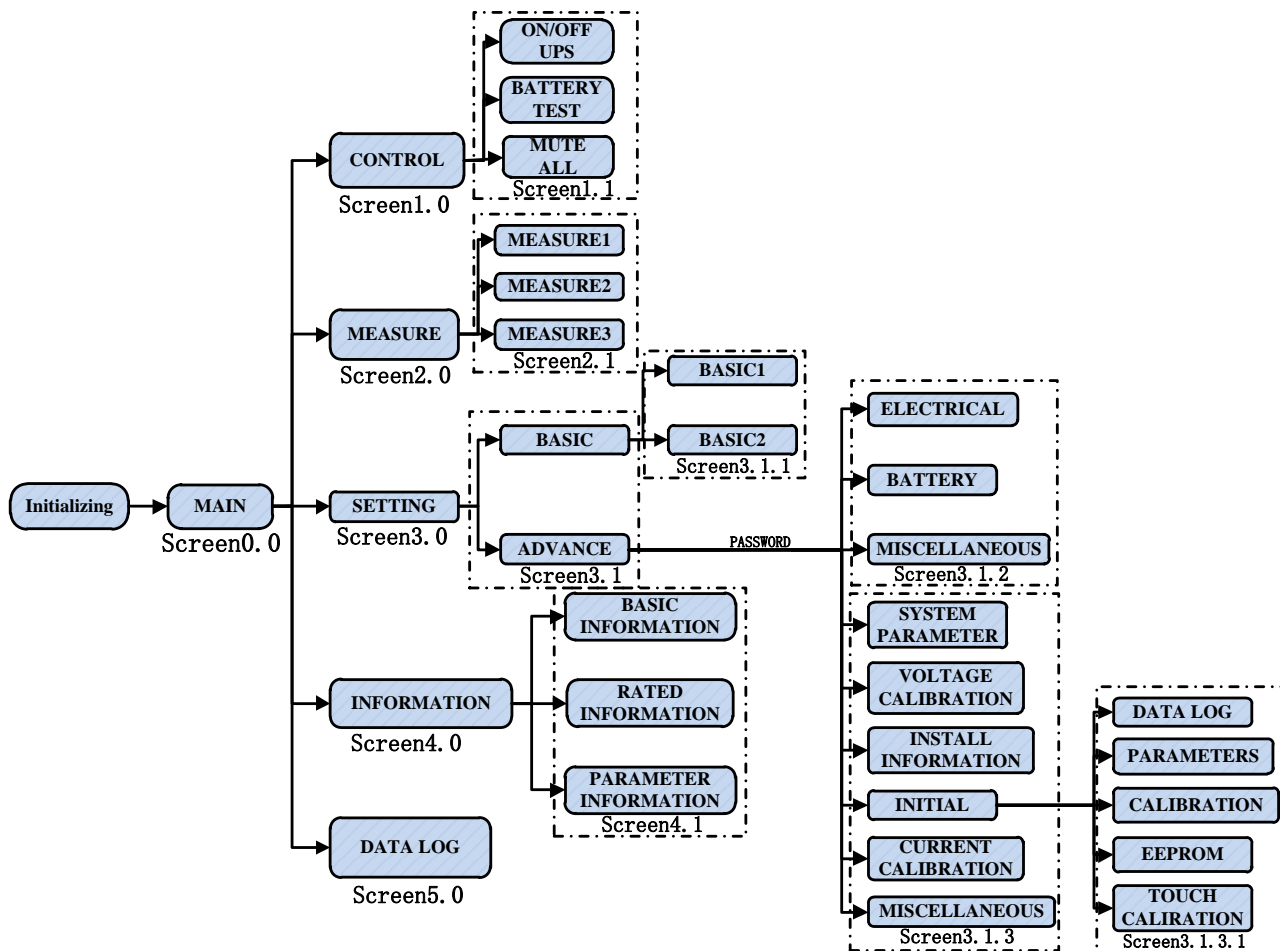 Initializing
MAIN
Screen0.0
CONTROL
Screen1.0
ON/OFF
UPS
BATTERY
TEST
MUTE
ALL
Screen1.1
MEASURE
Screen2.0
MEASURE1
MEASURE2
MEASURE3
Screen2.1
SETTING
Screen3.0
BASIC
ADVANCE
Screen3.1
BASIC1
BASIC2
Screen3.1.1
PASSWORD
ELECTRICAL
BATTERY
MISCELLANEOUS
Screen3.1.2
SYSTEM
PARAMETER
VOLTAGE
CALIBRATION
INSTALL
INFORMATION
INITIAL
CURRENT
CALIBRATION
MISCELLANEOUS
Screen3.1.3
DATA LOG
PARAMETERS
CALIBRATION
EEPROM
TOUCH
CALIRATION
Screen3.1.3.1
INFORMATION
Screen4.0
BASIC
INFORMATION
RATED
INFORMATION
PARAMETER
INFORMATION
Screen4.1
DATA LOG
Screen5.0